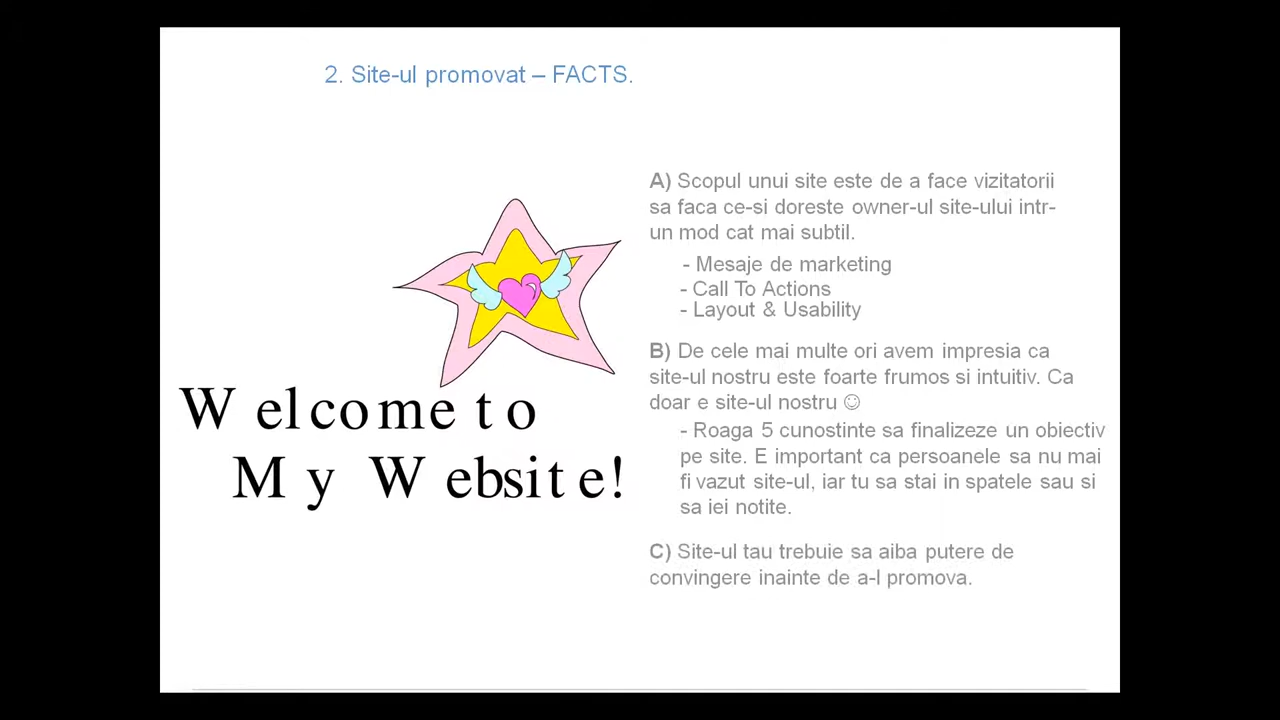 2. Site-ul promovat – FACTS.
A) Scopul unui site este de a face vizitatorii
sa faca ce-si doreste owner-ul site-ului intr-
un mod cat mai subtil.
- Mesaje de marketing
- Call To Actions
- Layout & Usability
B) De cele mai multe ori avem impresia ca
site-ul nostru este foarte frumos si intuitiv. Ca
doar e site-ul nostru ☺
- Roaga 5 cunostinte sa finalizeze un obiectiv
pe site. E important ca persoanele sa nu mai
fi vazut site-ul, iar tu sa stai in spatele sau si
sa iei notite.
C) Site-ul tau trebuie sa aiba putere de
convingere inainte de a-l promova.
Welcome to
My Website!